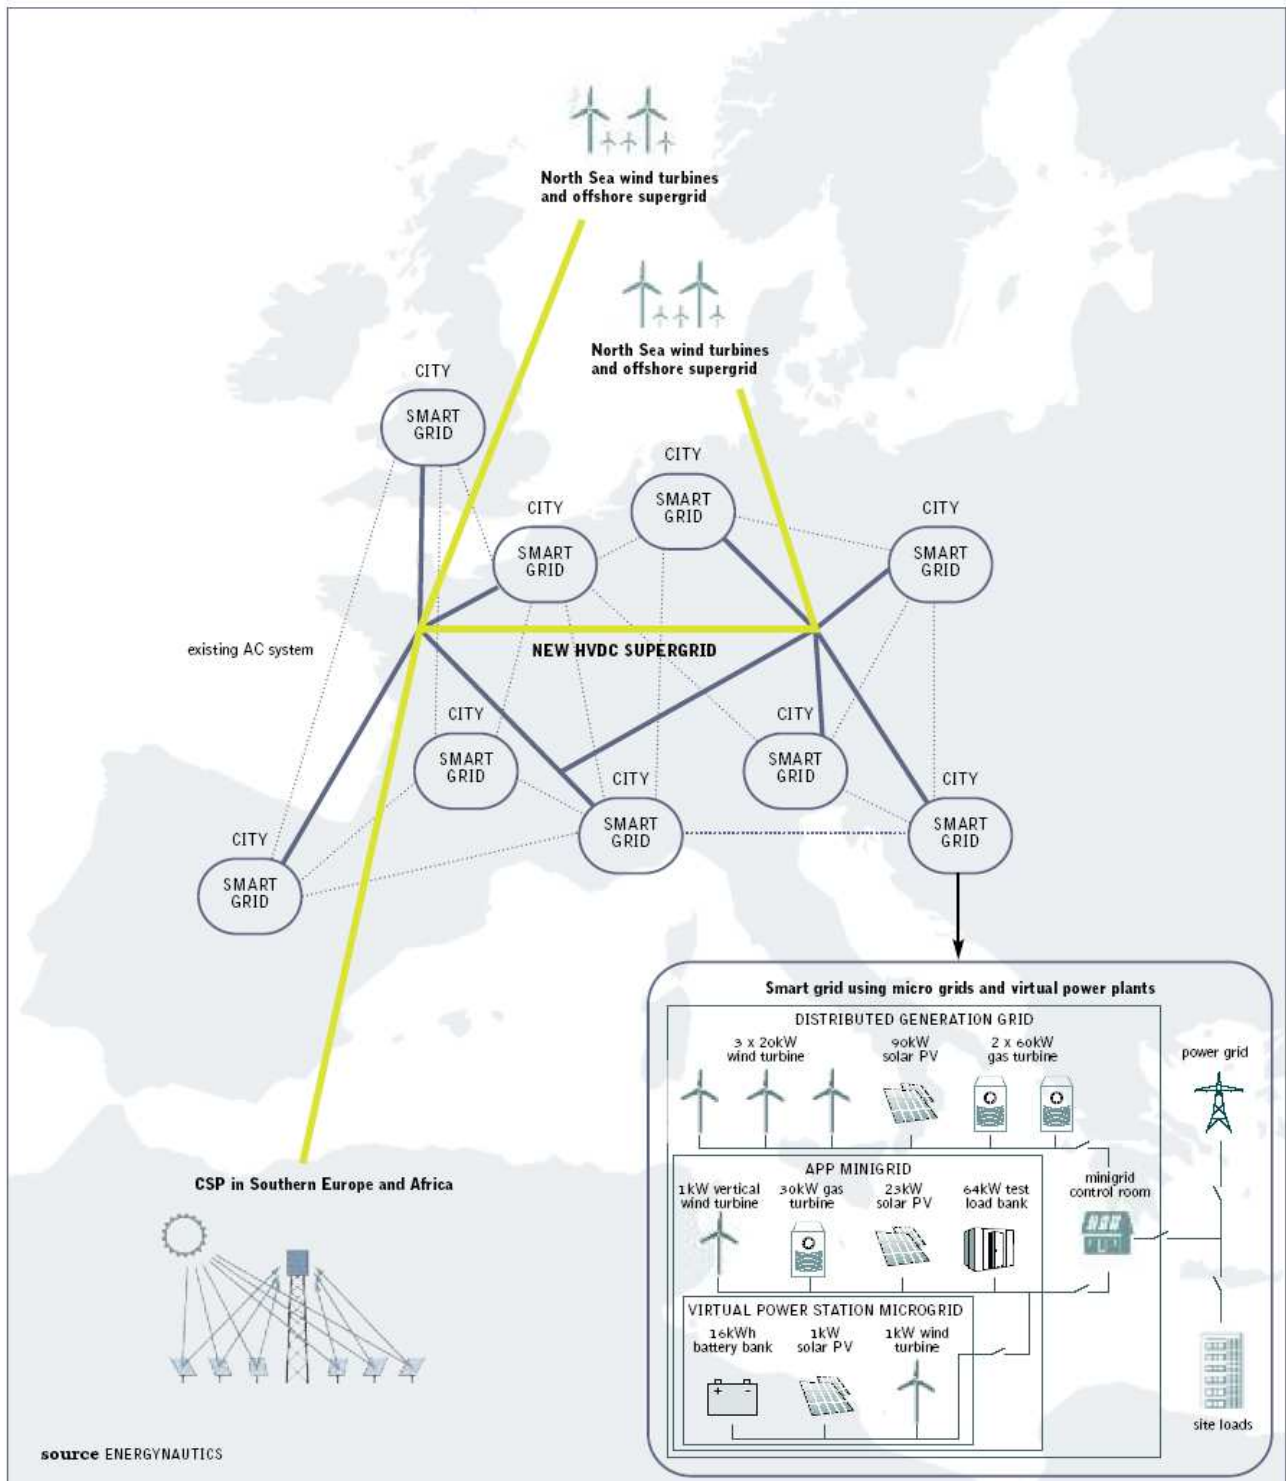 North Sea wind turbines
and offshore supergrid
North Sea wind turbines
and offshore supergrid
CITY
SMART
GRID
CITY
SMART
GRID
CITY
SMART
GRID
CITY
SMART
GRID
existing AC system
NEW HVDC SUPERGRID
CITY
SMART
GRID
CITY
SMART
GRID
CITY
SMART
GRID
CITY
SMART
GRID
CITY
SMART
GRID
Smart grid using micro grids and virtual power plants
DISTRIBUTED GENERATION GRID
3 x 20kW
wind turbine
90kW
solar PV
2 x 60kW
gas turbine
power grid
APP MINIGRID
1kW vertical
wind turbine
30kW gas
turbine
23kW
solar PV
64kW test
load bank
minigrid
control room
VIRTUAL POWER STATION MICROGRID
16kWh
battery bank
1kW
solar PV
1kW wind
turbine
site loads
CSP in Southern Europe and Africa
source ENERGYNAUTICS